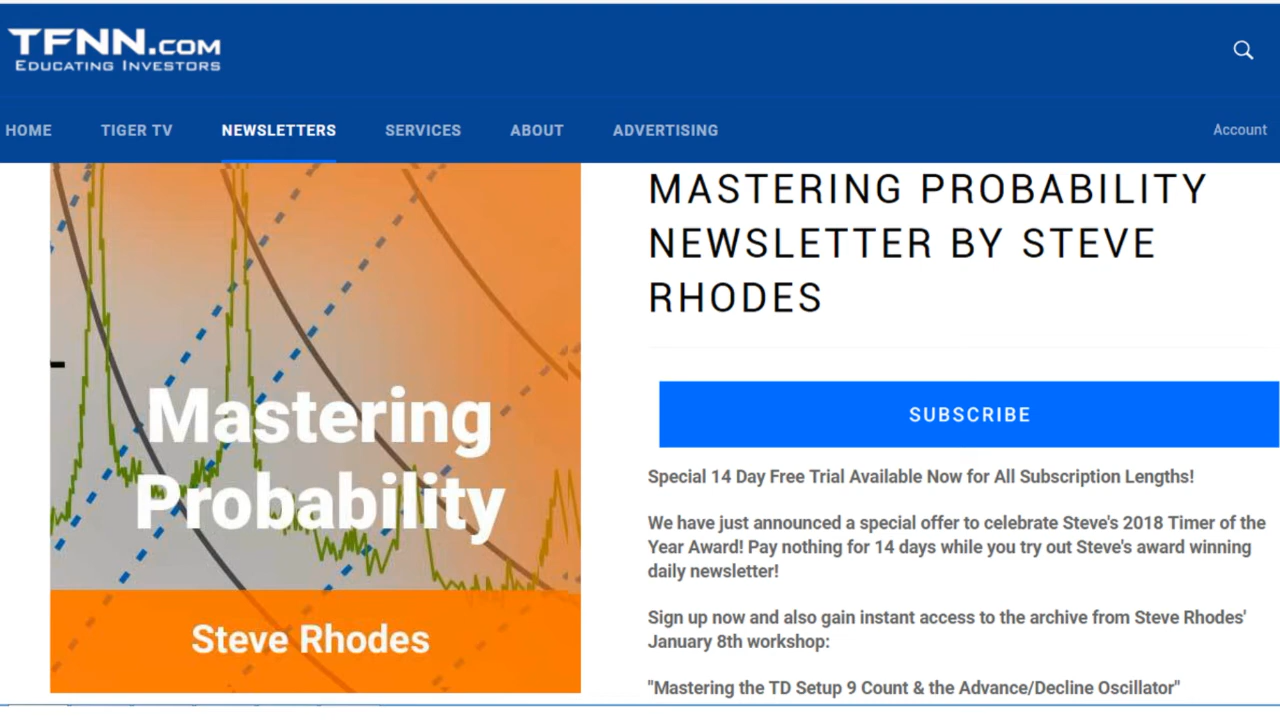 TFNN.COM
EDUCATING INVESTORS
HOME TIGER TV NEWSLETTERS SERVICES ABOUT ADVERTISING Account
Mastering
Probability
Steve Rhodes
MASTERING PROBABILITY
NEWSLETTER BY STEVE
RHODES
SUBSCRIBE
Special 14 Day Free Trial Available Now for All Subscription Lengths!
We have just announced a special offer to celebrate Steve's 2018 Timer of the
Year Award! Pay nothing for 14 days while you try out Steve's award winning
daily newsletter!
Sign up now and also gain instant access to the archive from Steve Rhodes'
January 8th workshop:
"Mastering the TD Setup 9 Count & the Advance/Decline Oscillator"